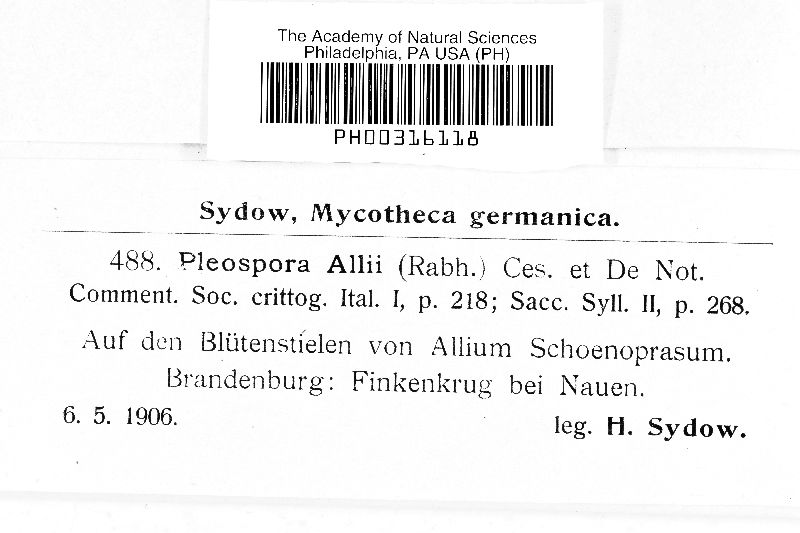 The Academy of Natural Sciences
Philadelphia, PA USA (PH)
PH00316118
Sydow, Mycotheca germanica.
488. Pleospora Allii (Rabh.) Ces. et De Not.
Comment. Soc. crittog. Ital. I, p. 218; Sacc. Syll. II, p. 268.
Auf den Blütenstielen von Allium Schoenoprasum.
Brandenburg: Finkenkrug bei Nauen.
6. 5. 1906.
leg. H. Sydow.